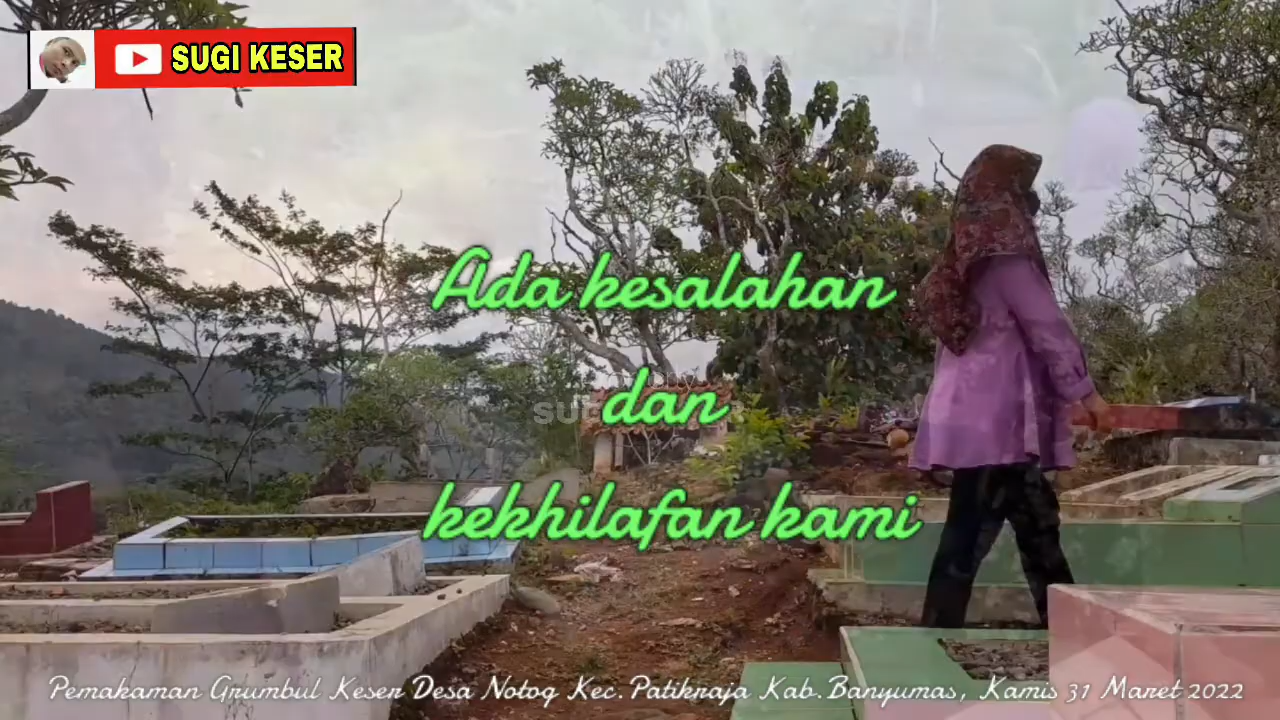 SUGI KESER
Ada kesalahan
dan
kekhilafan kami
Pemakaman Grumbul Keser Desa Notog Kec. Patikraja Kab. Banyumas, Kamis 31 Maret 2022